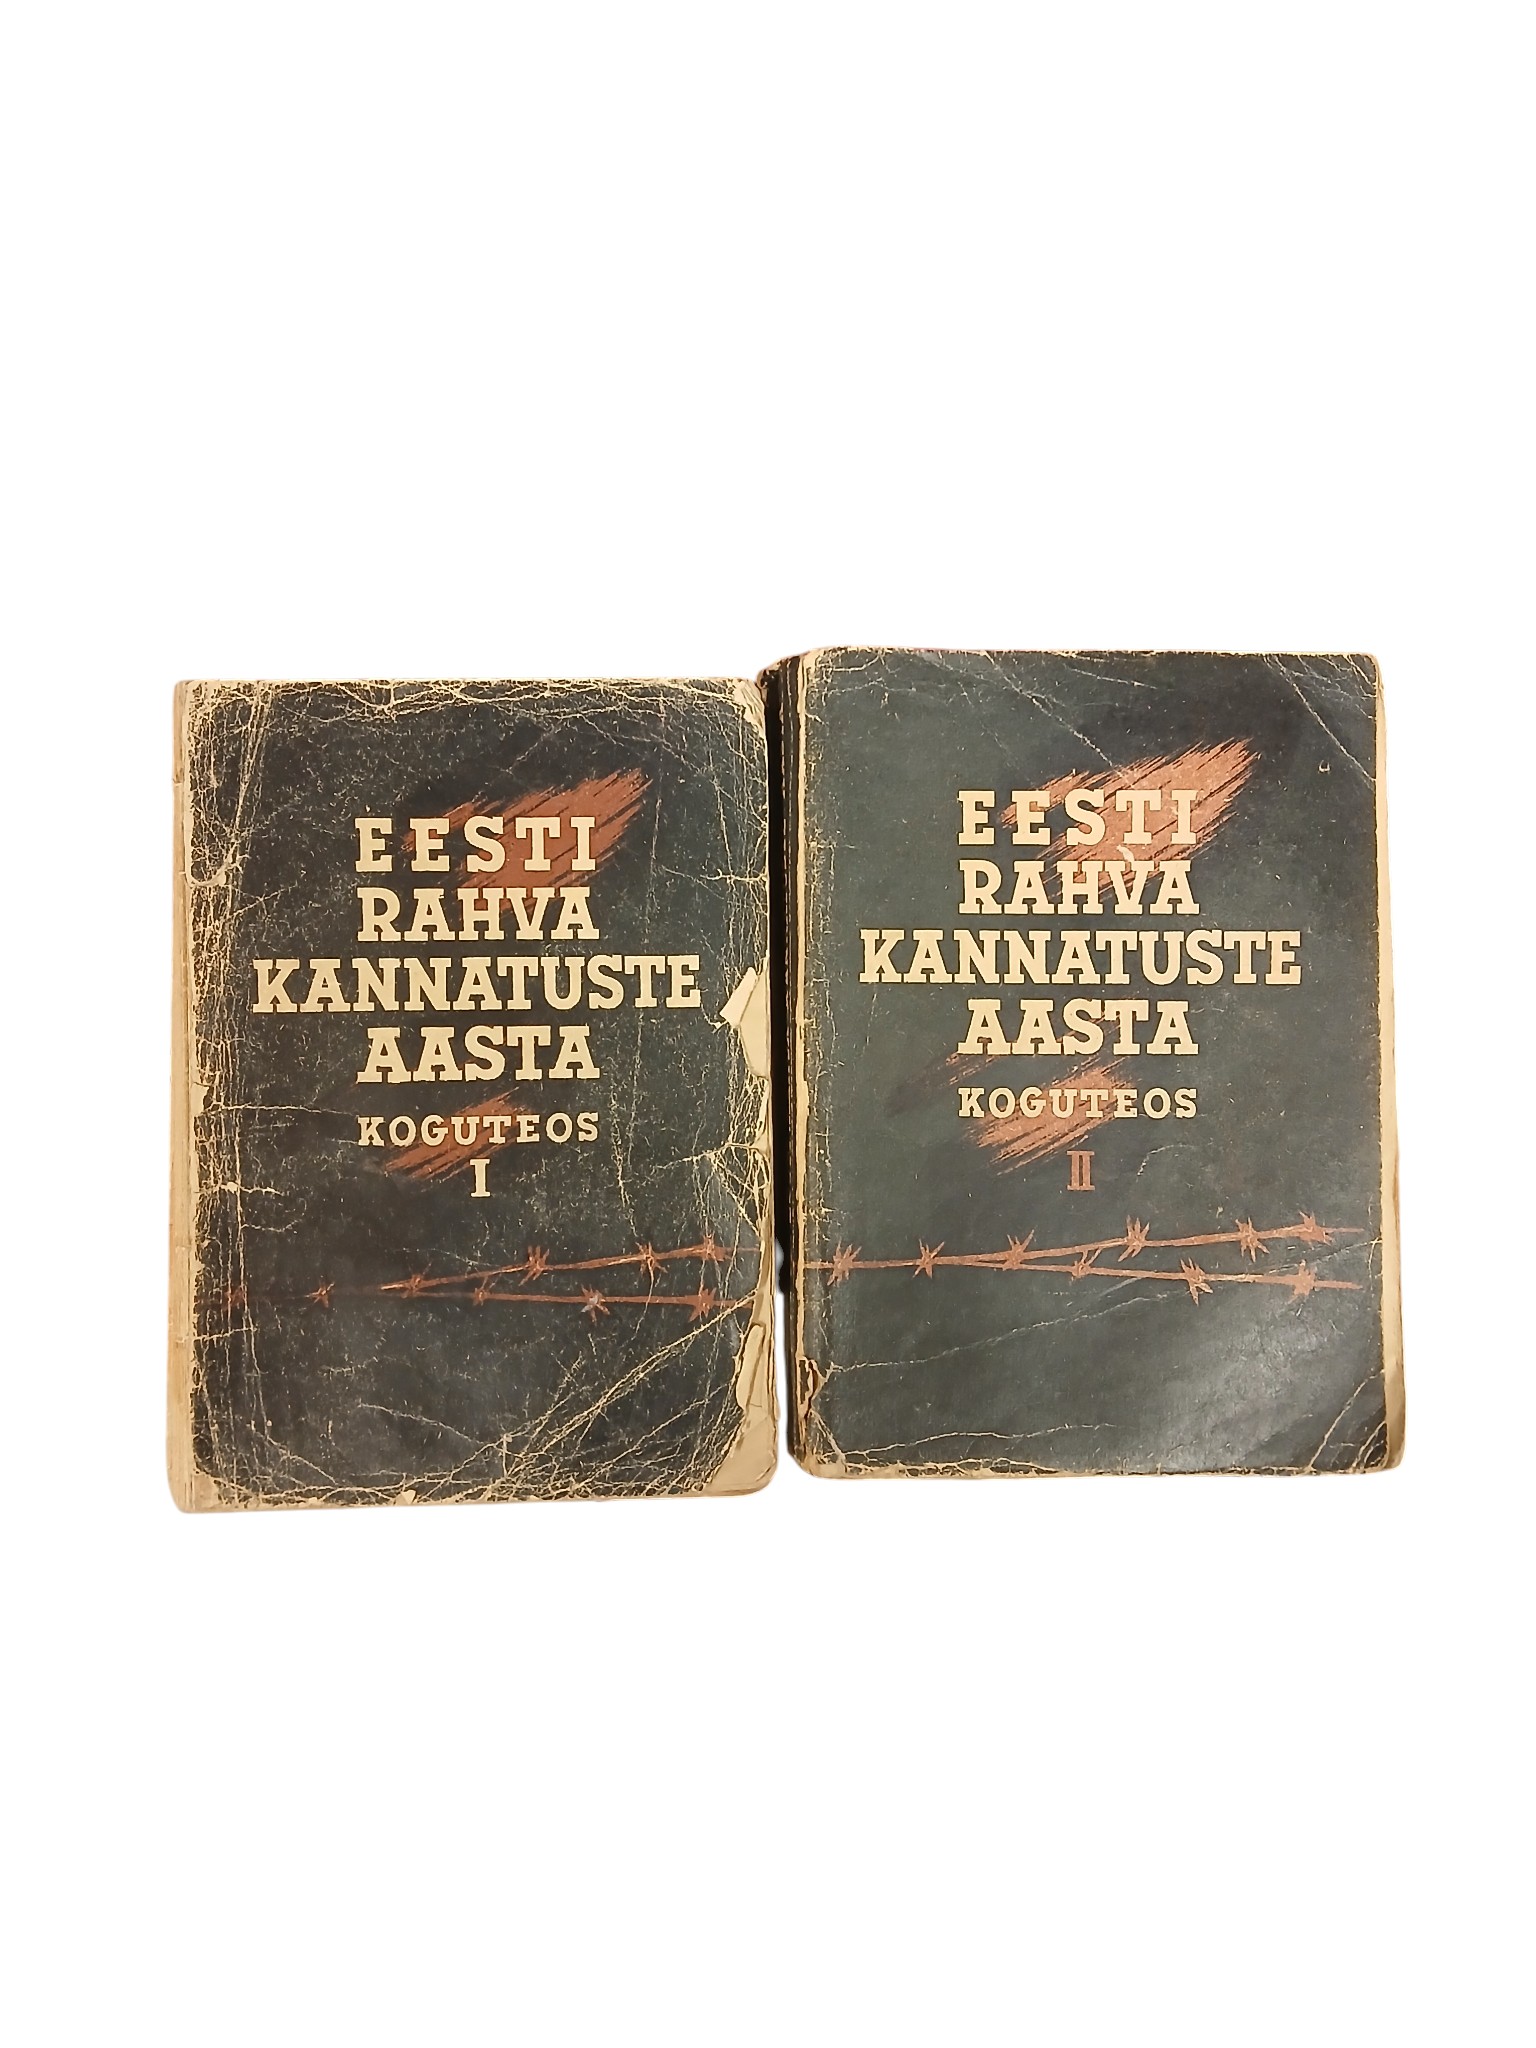 EESTI
RAHVA
KANNATUSTE
AASTA
KOGUTEOS
I
EESTI
RAHVA
KANNATUSTE
AASTA
KOGUTEOS
II